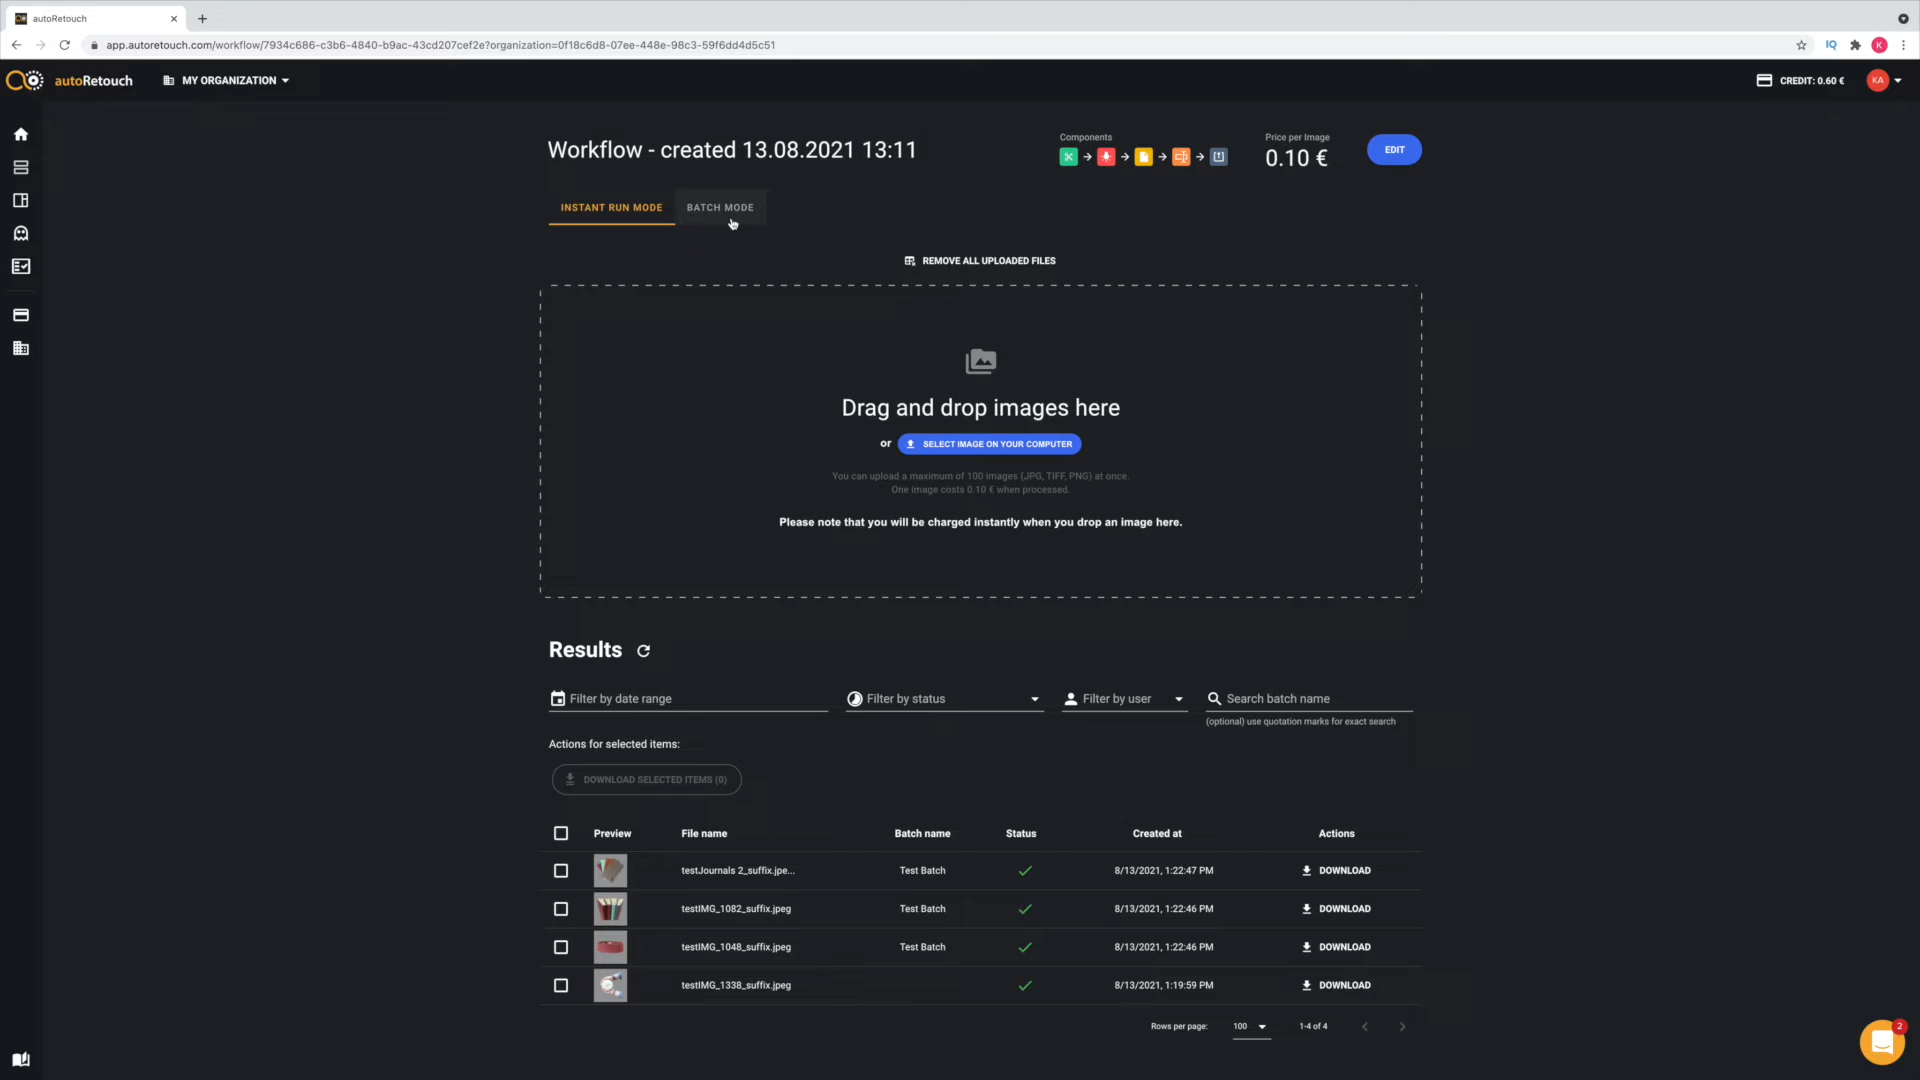 autoRetouch
app.autoretouch.com/workflow/7934c686-c3b6-4840-b9ac-43cd207cef2e?organization=0f18c6d8-07ee-448e-98c3-59f6dd4d5c51
IQ
K
autoRetouch
MY ORGANIZATION
CREDIT: 0.60 €
KA
Workflow - created 13.08.2021 13:11
Components
Price per Image
0.10 €
EDIT
INSTANT RUN MODE
BATCH MODE
REMOVE ALL UPLOADED FILES
Drag and drop images here
or
SELECT IMAGE ON YOUR COMPUTER
You can upload a maximum of 100 images (JPG, TIFF, PNG) at once.
One image costs 0.10 € when processed.
Please note that you will be charged instantly when you drop an image here.
Results
Filter by date range
Filter by status
Filter by user
Search batch name
(optional) use quotation marks for exact search
Actions for selected items:
DOWNLOAD SELECTED ITEMS (0)
Preview File name Batch name Status Created at Actions
testJournals 2_suffix.jpe... Test Batch 8/13/2021, 1:22:47 PM DOWNLOAD
testIMG_1082_suffix.jpeg Test Batch 8/13/2021, 1:22:46 PM DOWNLOAD
testIMG_1048_suffix.jpeg Test Batch 8/13/2021, 1:22:46 PM DOWNLOAD
testIMG_1338_suffix.jpeg 8/13/2021, 1:19:59 PM DOWNLOAD
Rows per page: 100 1-4 of 4
2